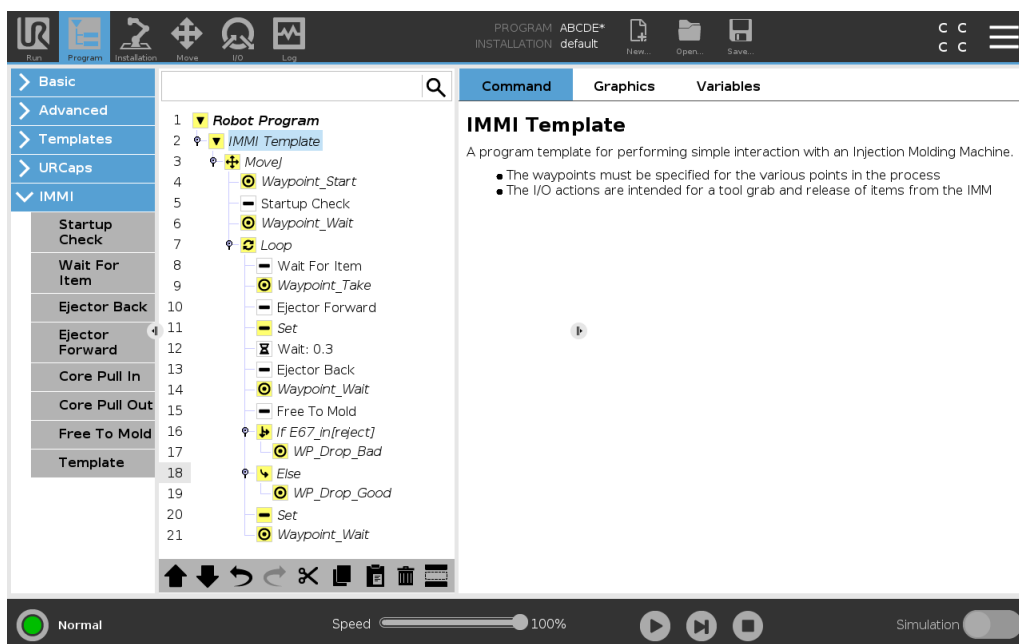 PROGRAM ABCDE*
INSTALLATION default
UR
Run
Program
Installation
Move
I/O
Log
New...
Open...
Save...
C C
C C
Basic
Advanced
Templates
URCaps
IMMI
Startup
Check
Wait For
Item
Ejector Back
Ejector
Forward
Core Pull In
Core Pull Out
Free To Mold
Template
1 Robot Program
2 IMMI Template
3 MoveJ
4 Waypoint_Start
5 Startup Check
6 Waypoint_Wait
7 Loop
8 Wait For Item
9 Waypoint_Take
10 Ejector Forward
11 Set
12 Wait: 0.3
13 Ejector Back
14 Waypoint_Wait
15 Free To Mold
16 If E67_in[reject]
17 WP_Drop_Bad
18 Else
19 WP_Drop_Good
20 Set
21 Waypoint_Wait
Command Graphics Variables
IMMI Template
A program template for performing simple interaction with an Injection Molding Machine.
• The waypoints must be specified for the various points in the process
• The I/O actions are intended for a tool grab and release of items from the IMM
Normal
Speed 100%
Simulation